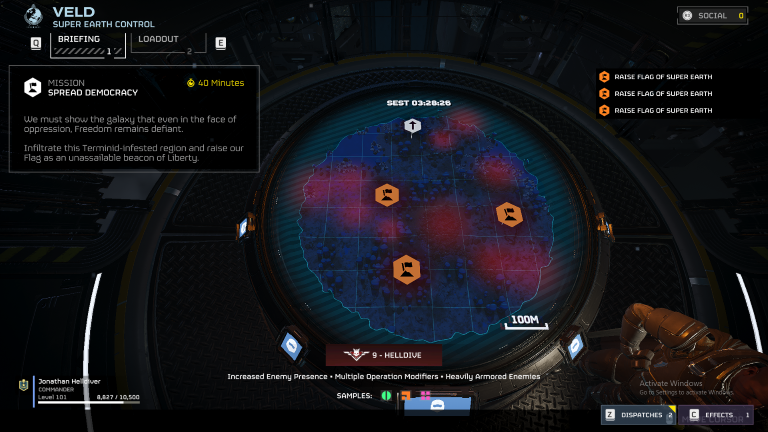 VELD
SUPER EARTH CONTROL
Q
BRIEFING
1
LOADOUT
2
E
SOCIAL 0
MISSION
SPREAD DEMOCRACY
40 Minutes
We must show the galaxy that even in the face of
oppression, Freedom remains defiant.
Infiltrate this Terminid-infested region and raise our
Flag as an unassailable beacon of Liberty.
RAISE FLAG OF SUPER EARTH
RAISE FLAG OF SUPER EARTH
RAISE FLAG OF SUPER EARTH
SEST 03:28:26
100M
9 - HELLDIVE
Increased Enemy Presence • Multiple Operation Modifiers • Heavily Armored Enemies
SAMPLES:
Jonathan Helldiver
COMMANDER
Level 101
8,827 / 10,500
Activate Windows
Go to Settings to activate Windows.
Z DISPATCHES 2
C EFFECTS 1